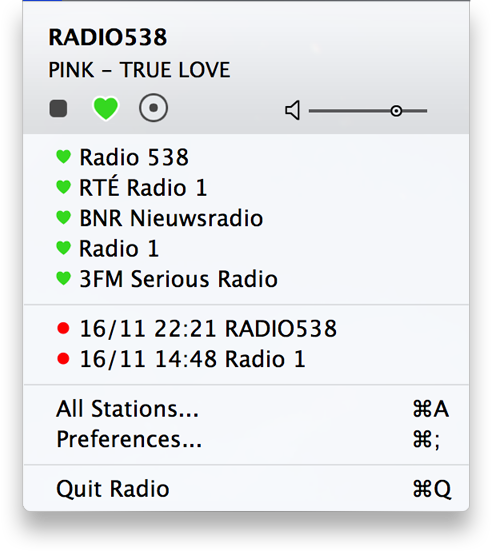 RADIO538
PINK – TRUE LOVE
Radio 538
RTÉ Radio 1
BNR Nieuwsradio
Radio 1
3FM Serious Radio
16/11 22:21 RADIO538
16/11 14:48 Radio 1
All Stations... ⌘A
Preferences... ⌘;
Quit Radio ⌘Q